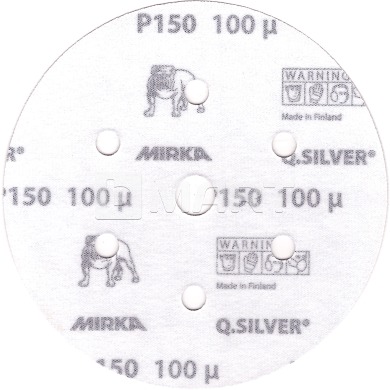 P150 100 µ
WARNING
Made in Finland
ER® MIRKA Q.SILVER®
P150 100 µ P150 100 µ
WARNING
Made in Finland
MIRKA Q.SILVER®
150 100 µ